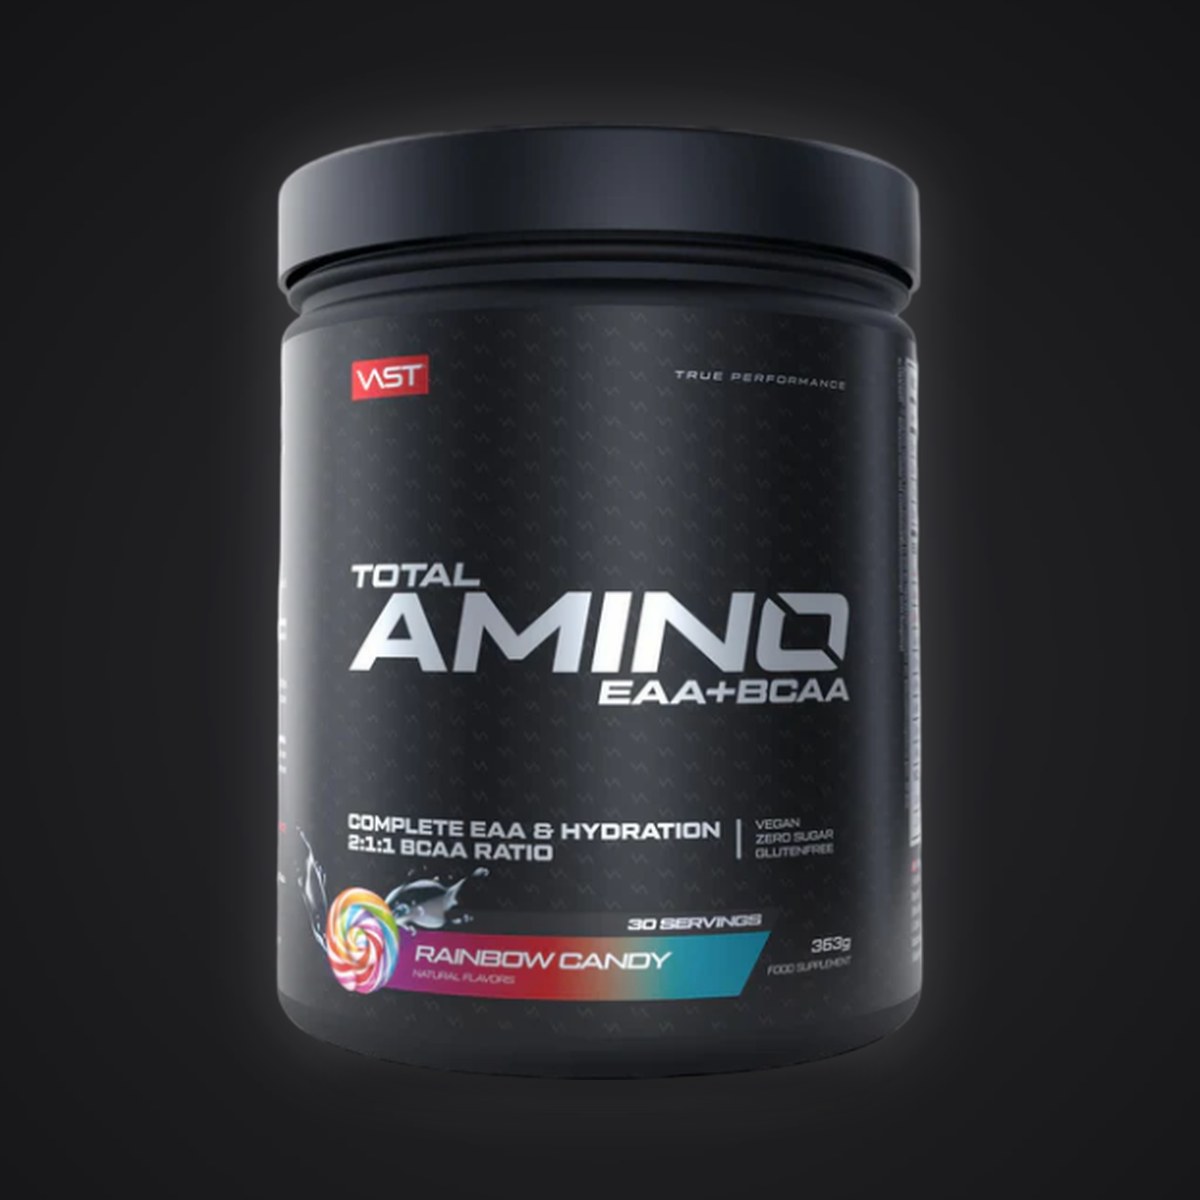 VAST
TRUE PERFORMANCE
TOTAL
AMINO
EAA+BCAA
COMPLETE EAA & HYDRATION
2:1:1 BCAA RATIO
VEGAN
ZERO SUGAR
GLUTENFREE
30 SERVINGS
RAINBOW CANDY
NATURAL FLAVORS
363g
FOOD SUPPLEMENT